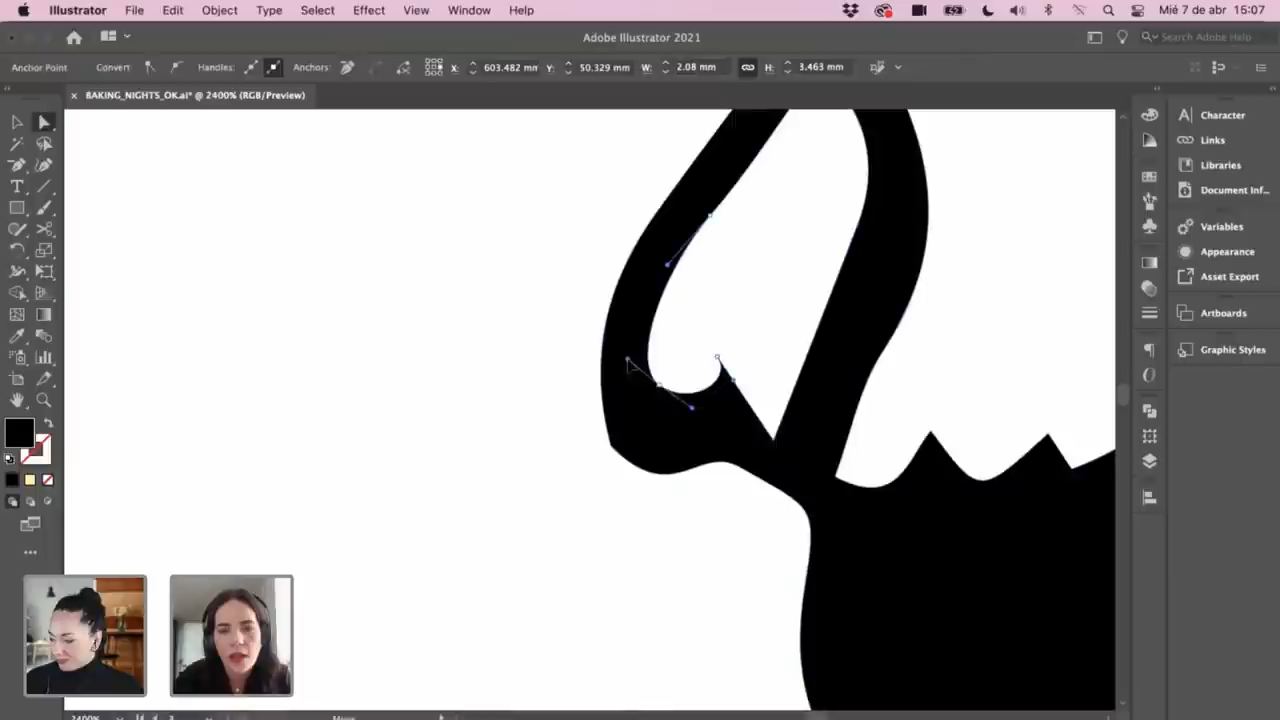 Illustrator File Edit Object Type Select Effect View Window Help Mié 7 de abr 15:07
Adobe Illustrator 2021 Search Adobe Help
Anchor Point Convert: Handles: Anchors: X: 603.482 mm Y: 50.329 mm W: 2.08 mm H: 3.463 mm
× BAKING_NIGHTS_OK.ai* @ 2400% (RGB/Preview)
Character
Links
Libraries
Document Inf...
Variables
Appearance
Asset Export
Artboards
Graphic Styles
2400% 3 Move